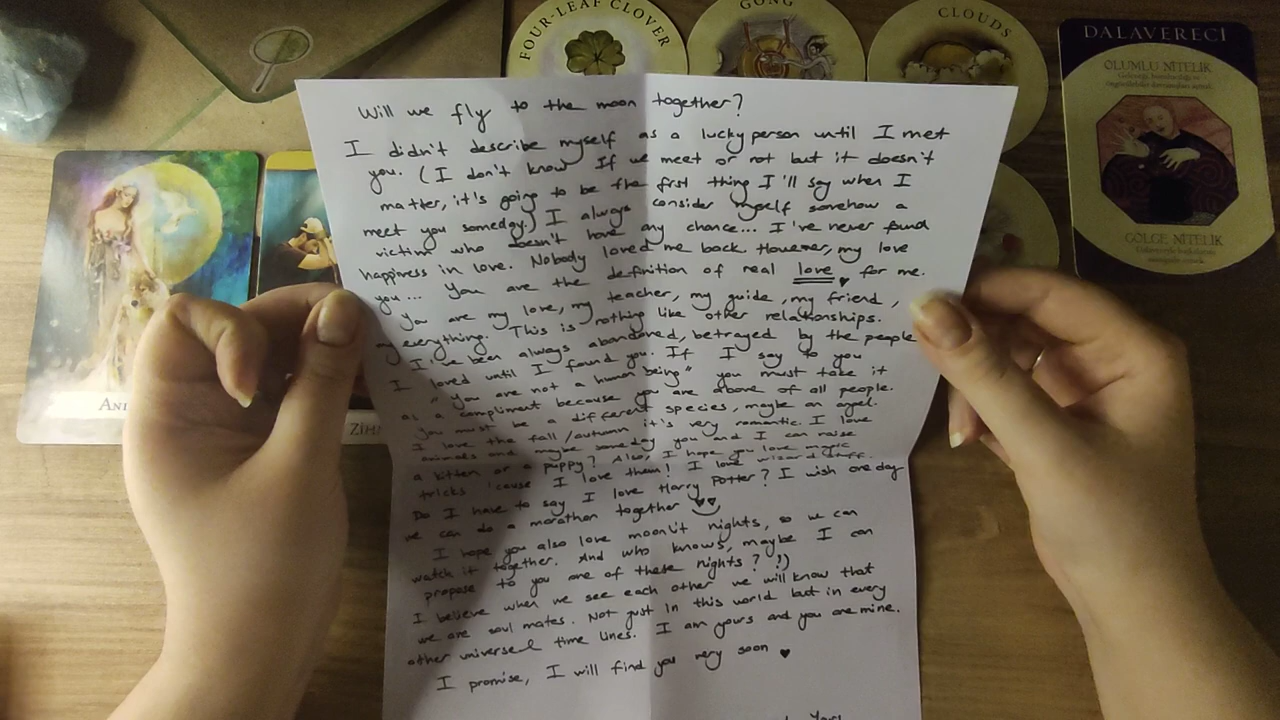 FOUR-LEAF CLOVER
GONG
CLOUDS
DALAVERECİ
OLUMLU NİTELİK
GÖLGE NİTELİK
Will we fly to the moon together?
I didn't describe myself as a lucky person until I met
you. (I don't know If we meet or not but it doesn't
matter, it's going to be the first thing I'll say when I
meet you someday.) I always consider myself somehow a
victim who doesn't have any chance... I've never found
happiness in love. Nobody loved me back. However, my love
you... You are the definition of real love ♥ for me.
You are my love, my teacher, my guide, my friend,
my everything. This is nothing like other relationships.
I've been always abandoned, betrayed by the people
I loved until I found you. If I say to you
"you are not a human being" you must take it
as a compliment because you are above of all people.
You must be a different species, maybe an angel.
I love the fall/autumn it's very romantic. I love
animals and maybe someday you and I can raise
a kitten or a puppy? Also, I hope you love magic
tricks 'cause I love them! I love wizard stuff.
Do I have to say I love Harry Potter? I wish one day
we can do a marathon together ♥♥
I hope you also love moonlit nights, so we can
watch it together. And who knows, maybe I can
propose to you one of these nights? :)
I believe when we see each other we will know that
we are soul mates. Not just in this world but in every
other universe time lines. I am yours and you are mine.
I promise, I will find you very soon ♥